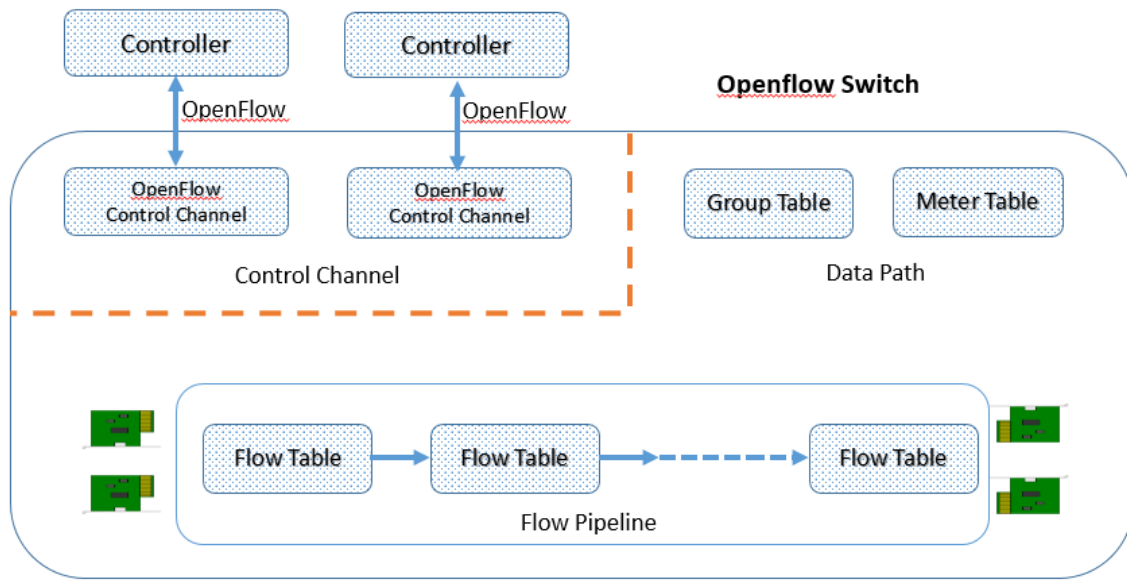 Controller
Controller
OpenFlow
OpenFlow
Openflow Switch
OpenFlow
Control Channel
OpenFlow
Control Channel
Group Table
Meter Table
Control Channel
Data Path
Flow Table
Flow Table
Flow Table
Flow Pipeline